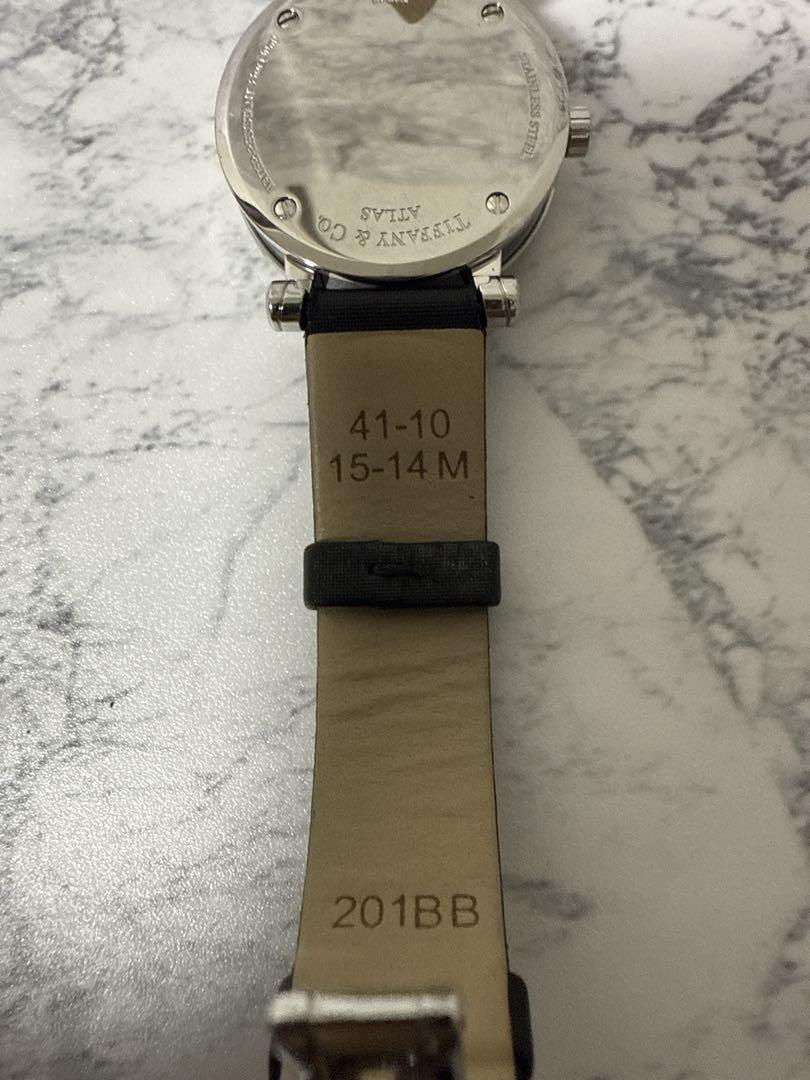 STAINLESS STEEL
TIFFANY & CO.
ATLAS
41-10
15-14 M
201BB